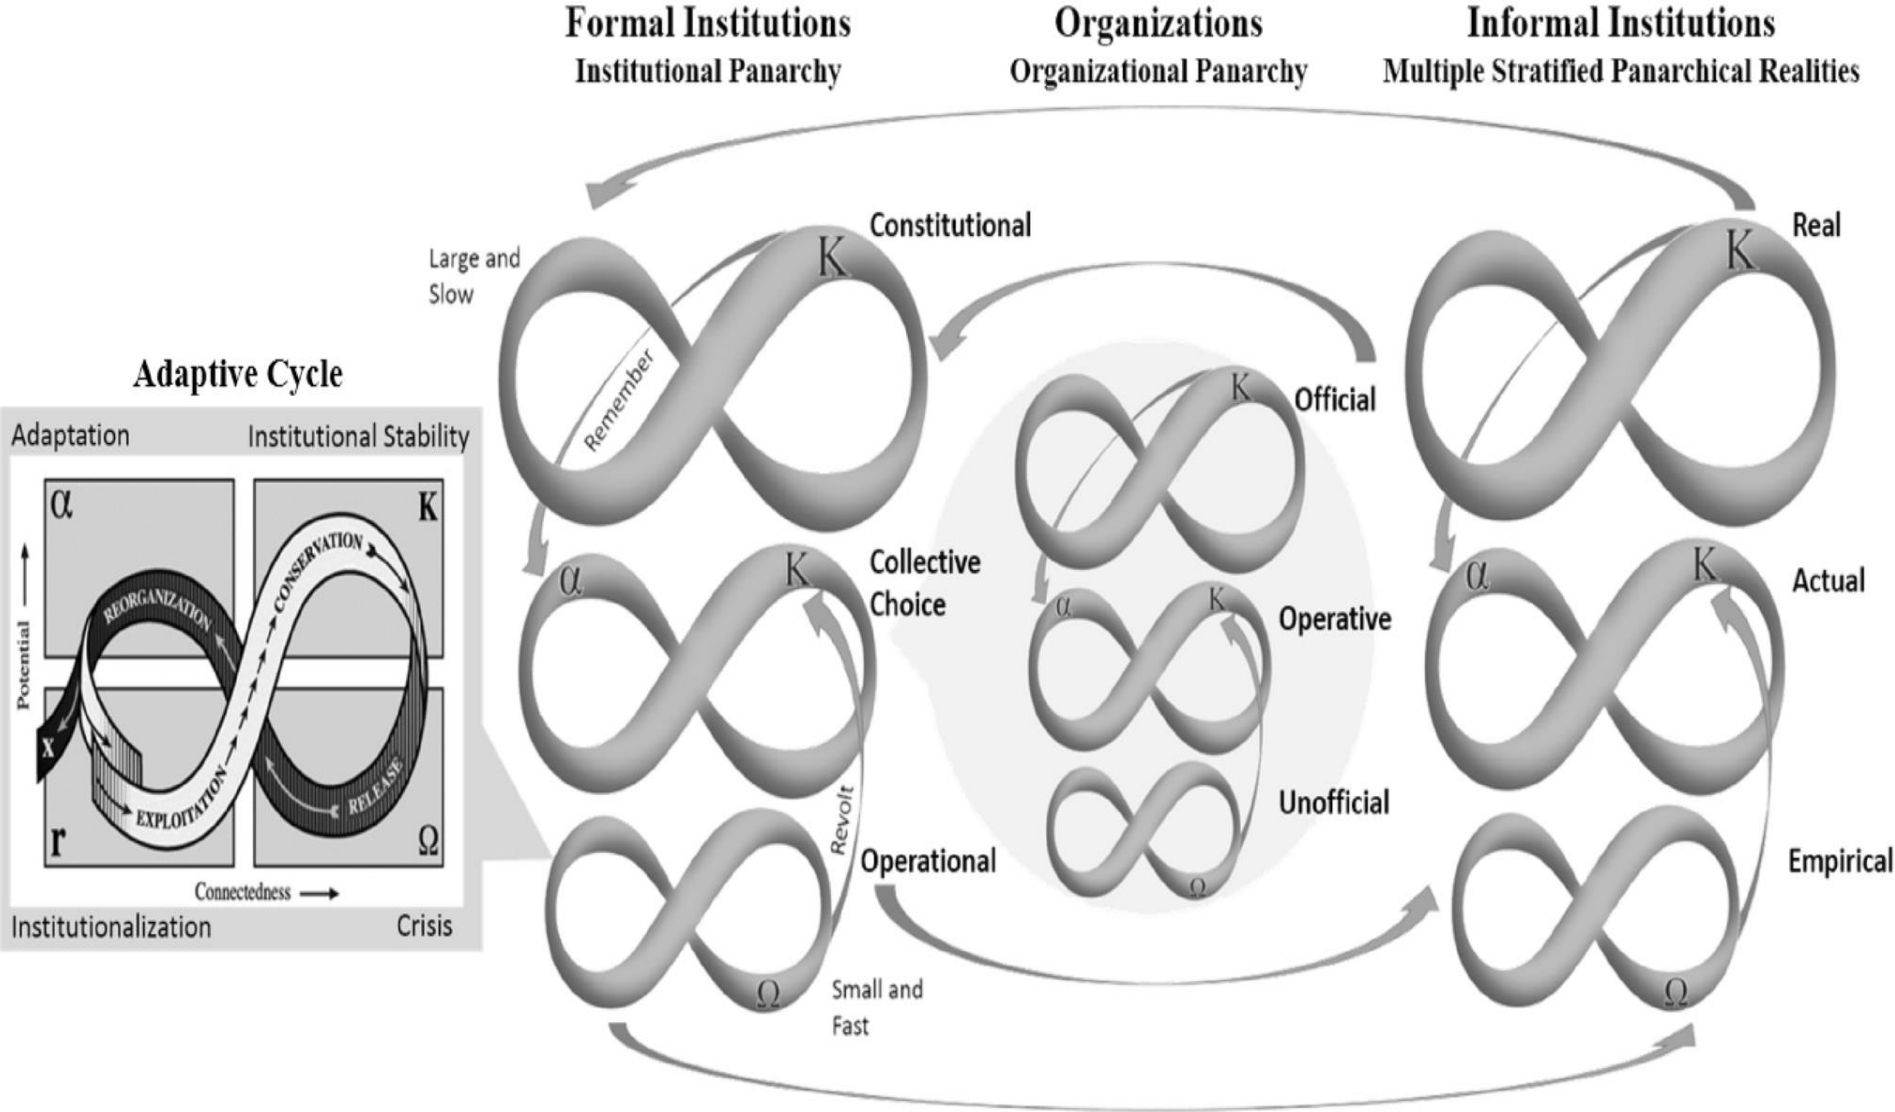 Formal Institutions
Institutional Panarchy
Organizations
Organizational Panarchy
Informal Institutions
Multiple Stratified Panarchical Realities
Adaptive Cycle
Adaptation
Institutional Stability
α
K
Potential
REORGANIZATION
CONSERVATION
x
EXPLOITATION
RELEASE
r
Ω
Connectedness
Institutionalization
Crisis
Large and
Slow
Constitutional
K
Remember
α
K
Collective
Choice
Revolt
Operational
Ω
Small and
Fast
K
Official
α
K
Operative
Unofficial
Ω
K
Real
α
K
Actual
Empirical
Ω